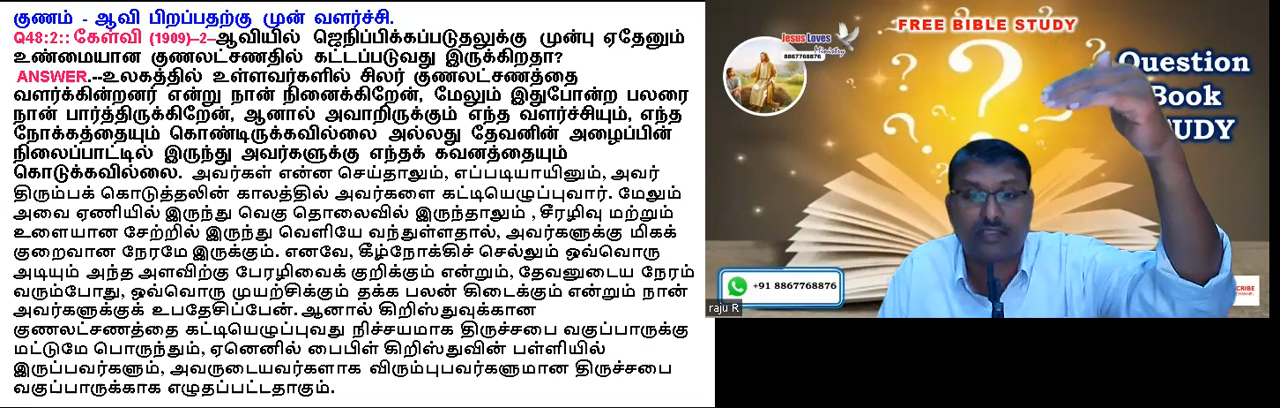 குணம் - ஆவி பிறப்பதற்கு முன் வளர்ச்சி.
Q48:2:: கேள்வி (1909)–2–ஆவியில் ஜெநிப்பிக்கப்படுதலுக்கு முன்பு ஏதேனும்
உண்மையான குணலட்சணதில் கட்டப்படுவது இருக்கிறதா?
ANSWER.--உலகத்தில் உள்ளவர்களில் சிலர் குணலட்சணத்தை
வளர்க்கின்றனர் என்று நான் நினைக்கிறேன், மேலும் இதுபோன்ற பலரை
நான் பார்த்திருக்கிறேன், ஆனால் அவாறிருக்கும் எந்த வளர்ச்சியும், எந்த
நோக்கத்தையும் கொண்டிருக்கவில்லை அல்லது தேவனின் அழைப்பின்
நிலைப்பாட்டில் இருந்து அவர்களுக்கு எந்தக் கவனத்தையும்
கொடுக்கவில்லை. அவர்கள் என்ன செய்தாலும், எப்படியாயினும், அவர்
திரும்பக் கொடுத்தலின் காலத்தில் அவர்களை கட்டியெழுப்புவார். மேலும்
அவை ஏணியில் இருந்து வெகு தொலைவில் இருந்தாலும் , சீரழிவு மற்றும்
உளையான சேற்றில் இருந்து வெளியே வந்துள்ளதால், அவர்களுக்கு மிகக்
குறைவான நேரமே இருக்கும். எனவே, கீழ்நோக்கிச் செல்லும் ஒவ்வொரு
அடியும் அந்த அளவிற்கு பேரழிவைக் குறிக்கும் என்றும், தேவனுடைய நேரம்
வரும்போது, ஒவ்வொரு முயற்சிக்கும் தக்க பலன் கிடைக்கும் என்றும் நான்
அவர்களுக்குக் உபதேசிப்பேன். ஆனால் கிறிஸ்துவுக்கான
குணலட்சணத்தை கட்டியெழுப்புவது நிச்சயமாக திருச்சபை வகுப்பாருக்கு
மட்டுமே பொருந்தும், ஏனெனில் பைபிள் கிறிஸ்துவின் பள்ளியில்
இருப்பவர்களும், அவருடையவர்களாக விரும்புபவர்களுமான திருச்சபை
வகுப்பாருக்காக எழுதப்பட்டதாகும்.
FREE BIBLE STUDY
Jesus Loves
Ministry
8867768876
Question
Book
+91 8867768876
raju R